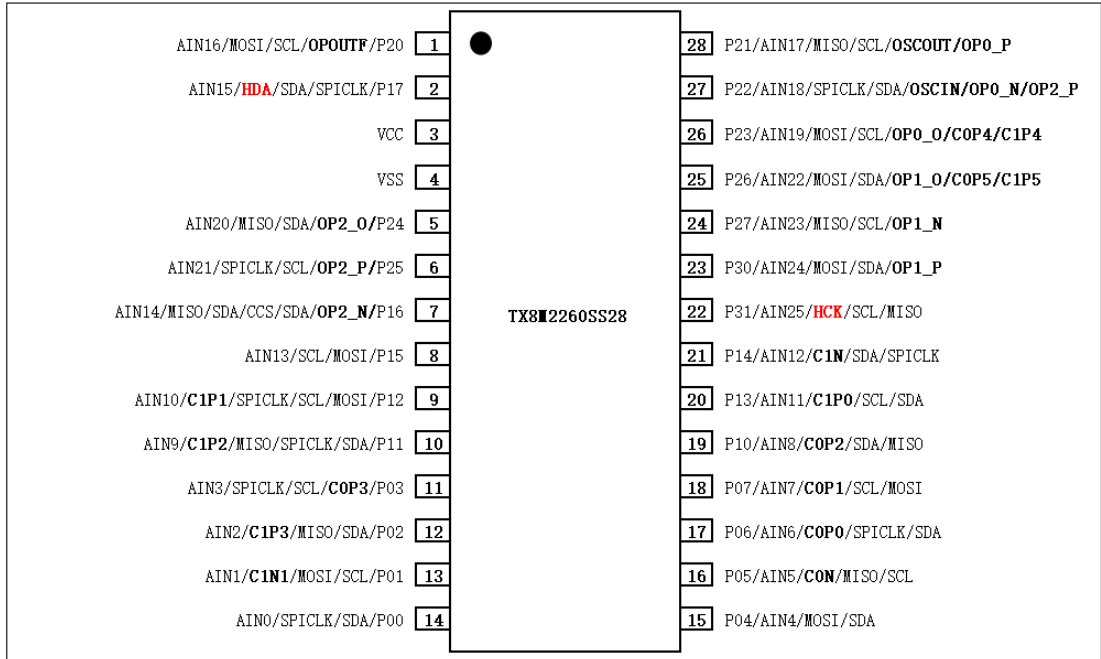 AIN16/MOSI/SCL/OPOUTF/P20 1 28 P21/AIN17/MISO/SCL/OSCOUT/OP0_P
AIN15/HDA/SDA/SPICLK/P17 2 27 P22/AIN18/SPICLK/SDA/OSCIN/OP0_N/OP2_P
VCC 3 26 P23/AIN19/MOSI/SCL/OP0_O/C0P4/C1P4
VSS 4 25 P26/AIN22/MOSI/SDA/OP1_O/C0P5/C1P5
AIN20/MISO/SDA/OP2_O/P24 5 24 P27/AIN23/MISO/SCL/OP1_N
AIN21/SPICLK/SCL/OP2_P/P25 6 23 P30/AIN24/MOSI/SDA/OP1_P
AIN14/MISO/SDA/CCS/SDA/OP2_N/P16 7 TX8M2260SS28 22 P31/AIN25/HCK/SCL/MISO
AIN13/SCL/MOSI/P15 8 21 P14/AIN12/C1N/SDA/SPICLK
AIN10/C1P1/SPICLK/SCL/MOSI/P12 9 20 P13/AIN11/C1P0/SCL/SDA
AIN9/C1P2/MISO/SPICLK/SDA/P11 10 19 P10/AIN8/C0P2/SDA/MISO
AIN3/SPICLK/SCL/C0P3/P03 11 18 P07/AIN7/C0P1/SCL/MOSI
AIN2/C1P3/MISO/SDA/P02 12 17 P06/AIN6/C0P0/SPICLK/SDA
AIN1/C1N1/MOSI/SCL/P01 13 16 P05/AIN5/C0N/MISO/SCL
AIN0/SPICLK/SDA/P00 14 15 P04/AIN4/MOSI/SDA